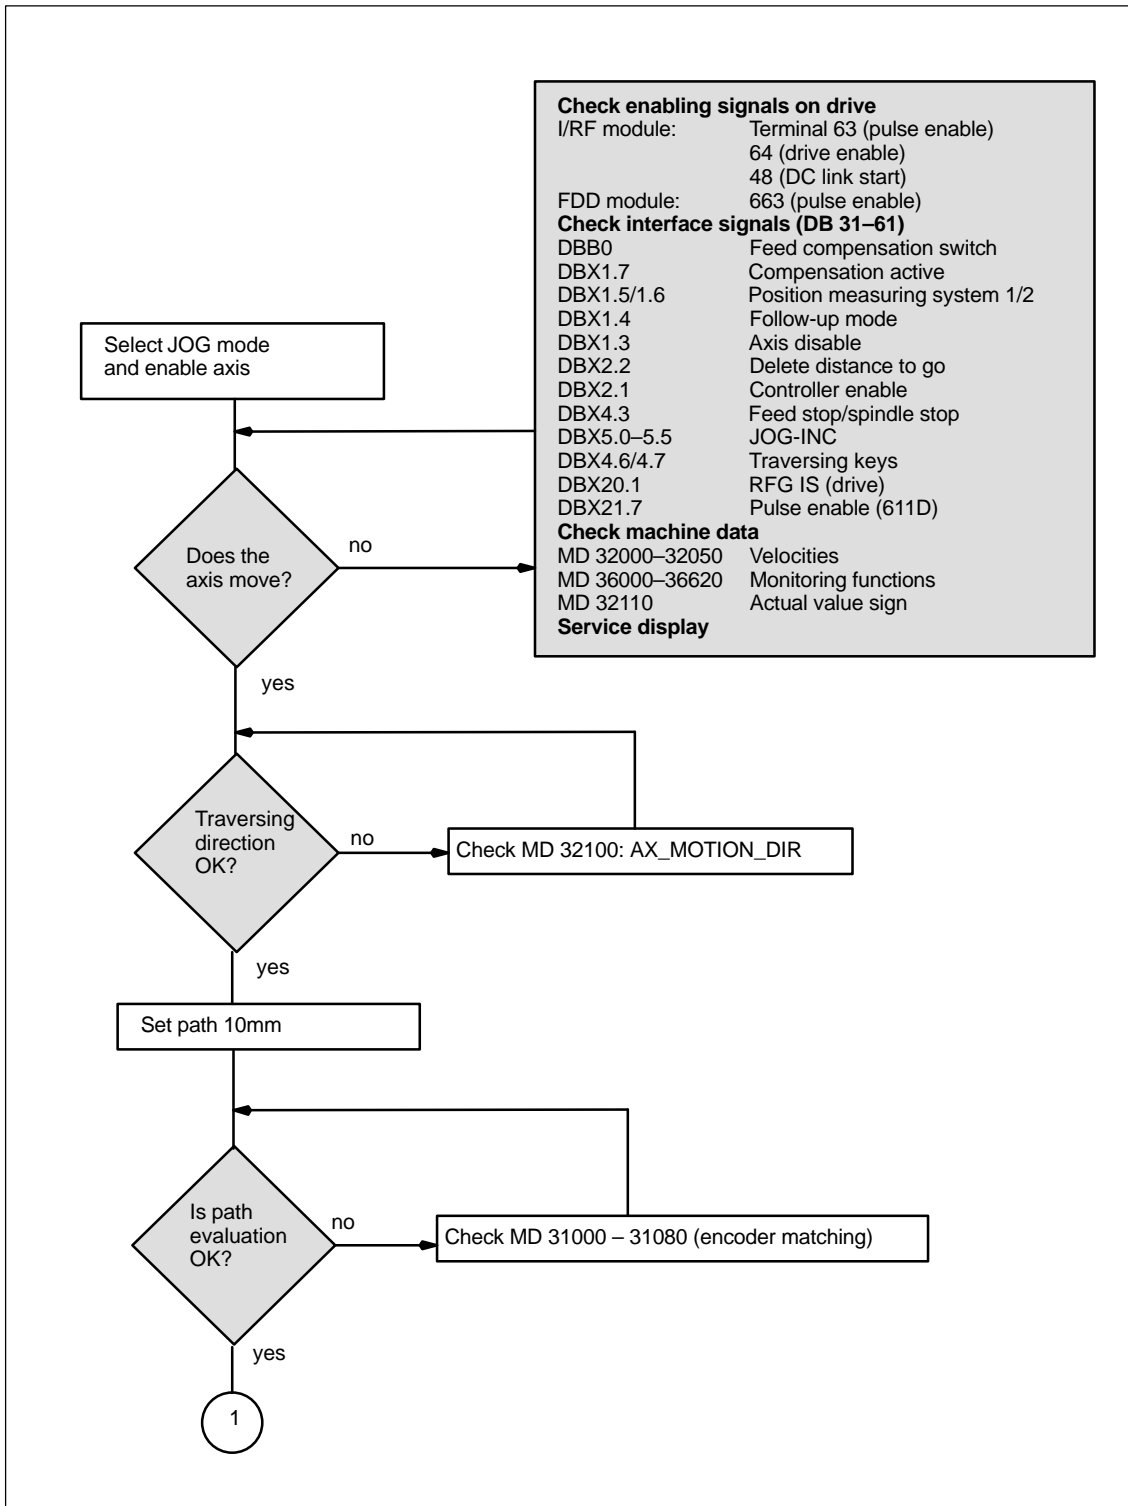 Check enabling signals on drive
I/RF module: Terminal 63 (pulse enable)
64 (drive enable)
48 (DC link start)
FDD module: 663 (pulse enable)
Check interface signals (DB 31–61)
DBB0 Feed compensation switch
DBX1.7 Compensation active
DBX1.5/1.6 Position measuring system 1/2
DBX1.4 Follow-up mode
DBX1.3 Axis disable
DBX2.2 Delete distance to go
DBX2.1 Controller enable
DBX4.3 Feed stop/spindle stop
DBX5.0–5.5 JOG-INC
DBX4.6/4.7 Traversing keys
DBX20.1 RFG IS (drive)
DBX21.7 Pulse enable (611D)
Check machine data
MD 32000–32050 Velocities
MD 36000–36620 Monitoring functions
MD 32110 Actual value sign
Service display
Select JOG mode
and enable axis
Does the
axis move?
no
yes
Traversing
direction
OK?
no
Check MD 32100: AX_MOTION_DIR
yes
Set path 10mm
Is path
evaluation
OK?
no
Check MD 31000 – 31080 (encoder matching)
yes
1